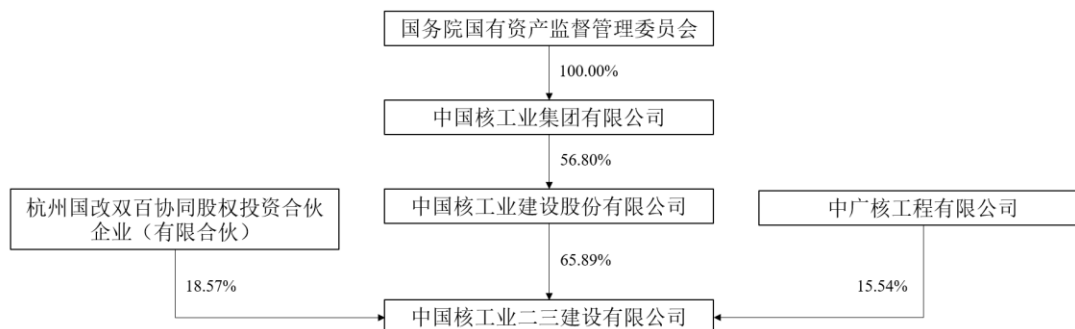 国务院国有资产监督管理委员会
100.00%
中国核工业集团有限公司
56.80%
杭州国改双百协同股权投资合伙
企业（有限合伙）
中国核工业建设股份有限公司
中广核工程有限公司
18.57%
65.89%
15.54%
中国核工业二三建设有限公司